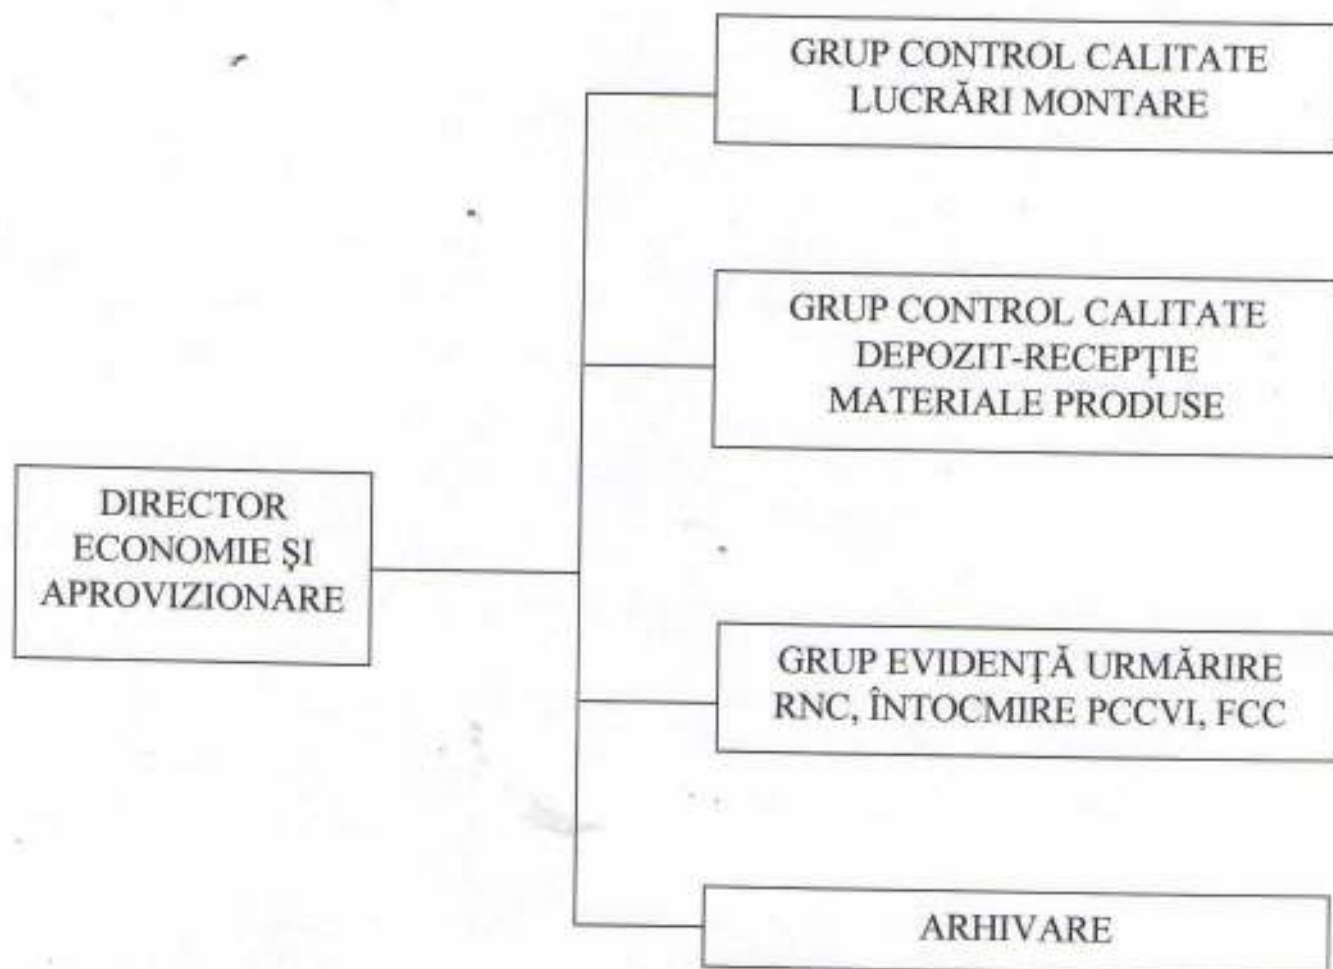 GRUP CONTROL CALITATE
LUCRĂRI MONTARE
GRUP CONTROL CALITATE
DEPOZIT-RECEPŢIE
MATERIALE PRODUSE
DIRECTOR
ECONOMIE ŞI
APROVIZIONARE
GRUP EVIDENŢĂ URMĂRIRE
RNC, ÎNTOCMIRE PCCVI, FCC
ARHIVARE